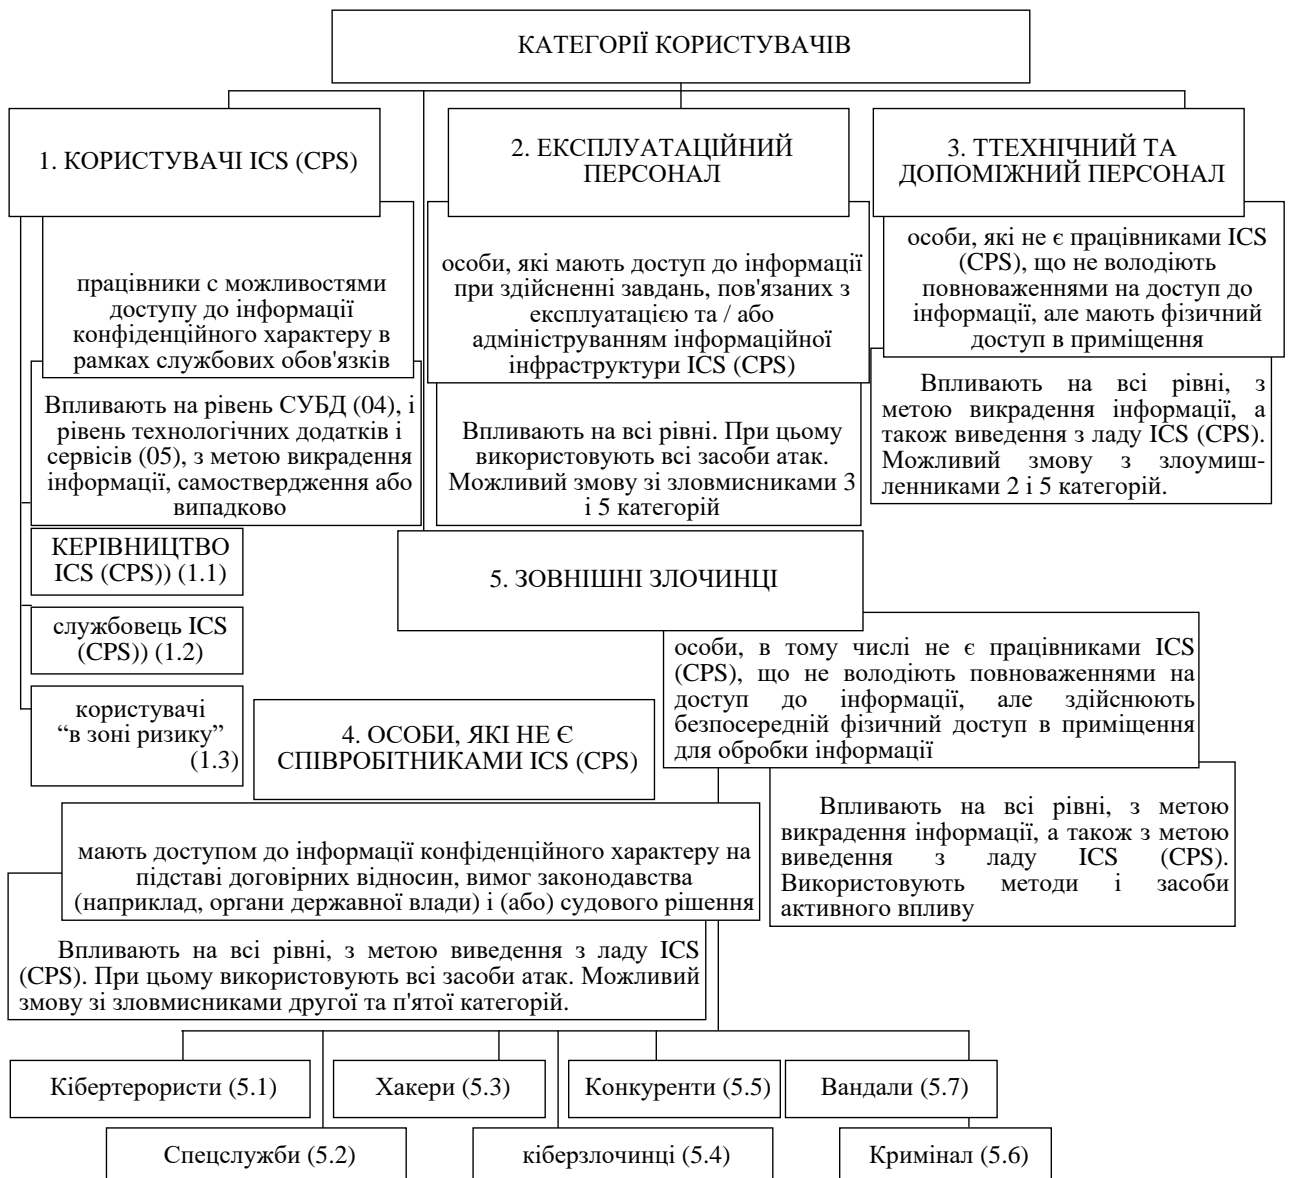 КАТЕГОРІЇ КОРИСТУВАЧІВ
1. КОРИСТУВАЧІ ICS (CPS)
працівники с можливостями
доступу до інформації
конфіденційного характеру в
рамках службових обов'язків
Впливають на рівень СУБД (04), і
рівень технологічних додатків і
сервісів (05), з метою викрадення
інформації, самоствердження або
випадково
КЕРІВНИЦТВО
ICS (CPS)) (1.1)
службовець ICS
(CPS)) (1.2)
користувачі
“в зоні ризику”
(1.3)
2. ЕКСПЛУАТАЦІЙНИЙ
ПЕРСОНАЛ
особи, які мають доступ до інформації
при здійсненні завдань, пов'язаних з
експлуатацією та / або
адмініструванням інформаційної
інфраструктури ICS (CPS)
Впливають на всі рівні. При цьому
використовують всі засоби атак.
Можливий змову зі зловмисниками 3
і 5 категорій
3. ТТЕХНІЧНИЙ ТА
ДОПОМІЖНИЙ ПЕРСОНАЛ
особи, які не є працівниками ICS
(CPS), що не володіють
повноваженнями на доступ до
інформації, але мають фізичний
доступ в приміщення
Впливають на всі рівні, з
метою викрадення інформації, а
також виведення з ладу ICS (CPS).
Можливий змову з злоумиш-
ленниками 2 і 5 категорій.
5. ЗОВНІШНІ ЗЛОЧИНЦІ
особи, в тому числі не є працівниками ICS
(CPS), що не володіють повноваженнями на
доступ до інформації, але здійснюють
безпосередній фізичний доступ в приміщення
для обробки інформації
Впливають на всі рівні, з метою
викрадення інформації, а також з метою
виведення з ладу ICS (CPS).
Використовують методи і засоби
активного впливу
4. ОСОБИ, ЯКІ НЕ Є
СПІВРОБІТНИКАМИ ICS (CPS)
мають доступом до інформації конфіденційного характеру на
підставі договірних відносин, вимог законодавства
(наприклад, органи державної влади) і (або) судового рішення
Впливають на всі рівні, з метою виведення з ладу ICS
(CPS). При цьому використовують всі засоби атак. Можливий
змову зі зловмисниками другої та п'ятої категорій.
Кібертерористи (5.1)
Хакери (5.3)
Конкуренти (5.5)
Вандали (5.7)
Спецслужби (5.2)
кіберзлочинці (5.4)
Кримінал (5.6)